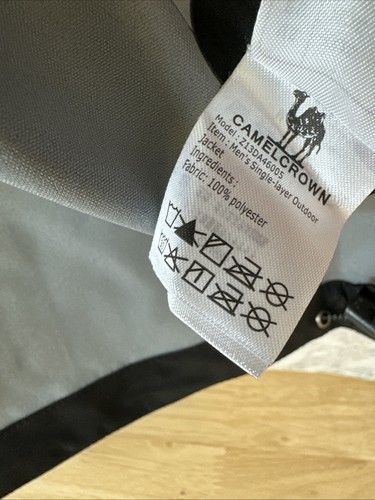 CAMELCROWN
Model : Z13DA46005
Item : Men's Single-layer Outdoor
Jacket
Ingredients :
Fabric: 100% polyester